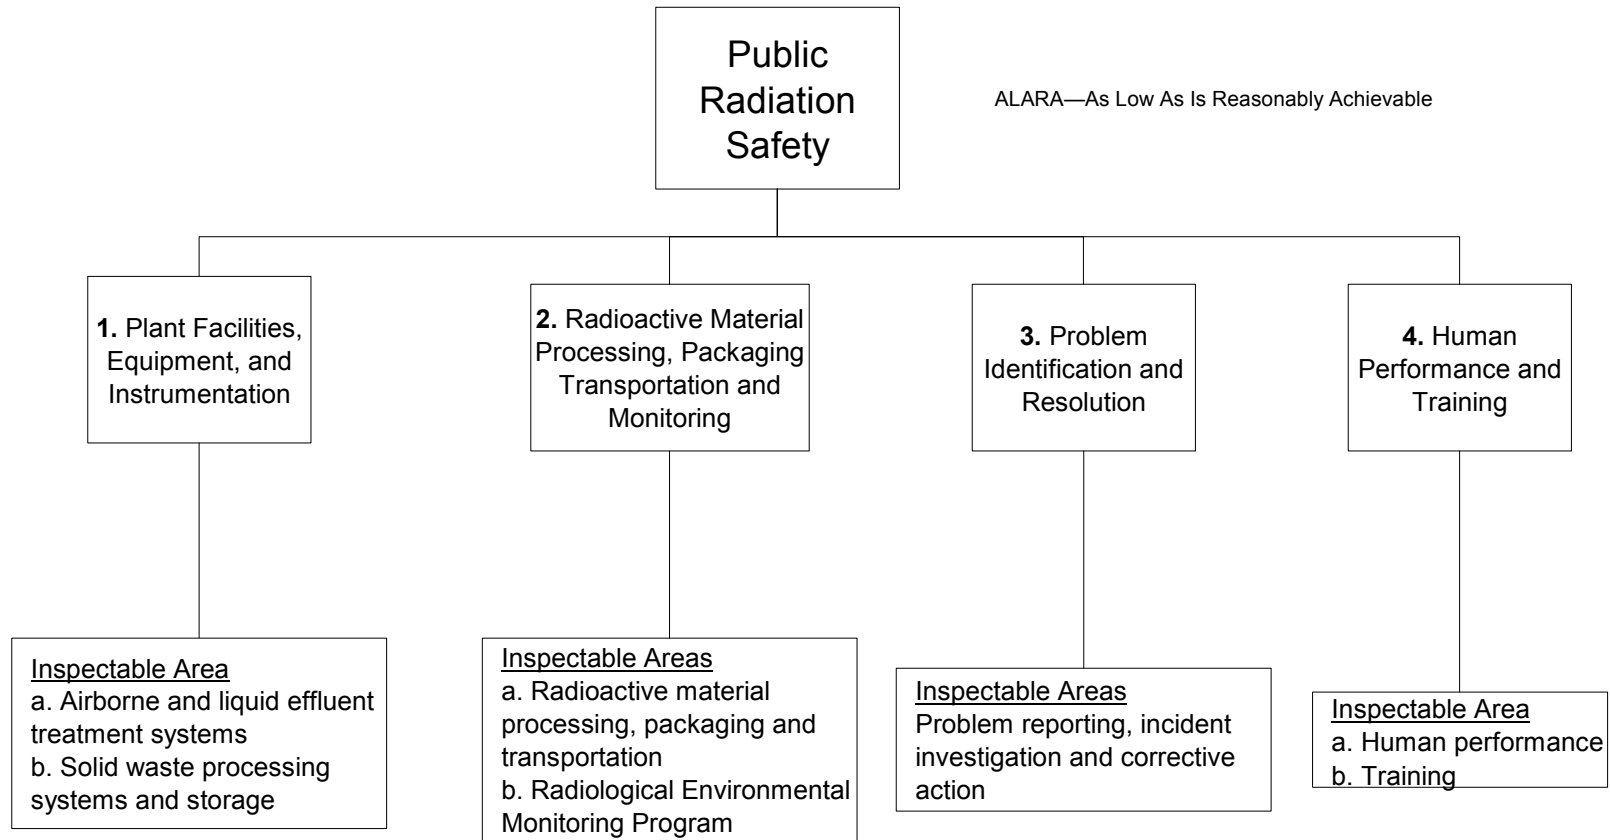 Public
Radiation
Safety
ALARA—As Low As Is Reasonably Achievable
1. Plant Facilities,
Equipment, and
Instrumentation
2. Radioactive Material
Processing, Packaging
Transportation and
Monitoring
3. Problem
Identification and
Resolution
4. Human
Performance and
Training
Inspectable Area
a. Airborne and liquid effluent
treatment systems
b. Solid waste processing
systems and storage
Inspectable Areas
a. Radioactive material
processing, packaging and
transportation
b. Radiological Environmental
Monitoring Program
Inspectable Areas
Problem reporting, incident
investigation and corrective
action
Inspectable Area
a. Human performance
b. Training